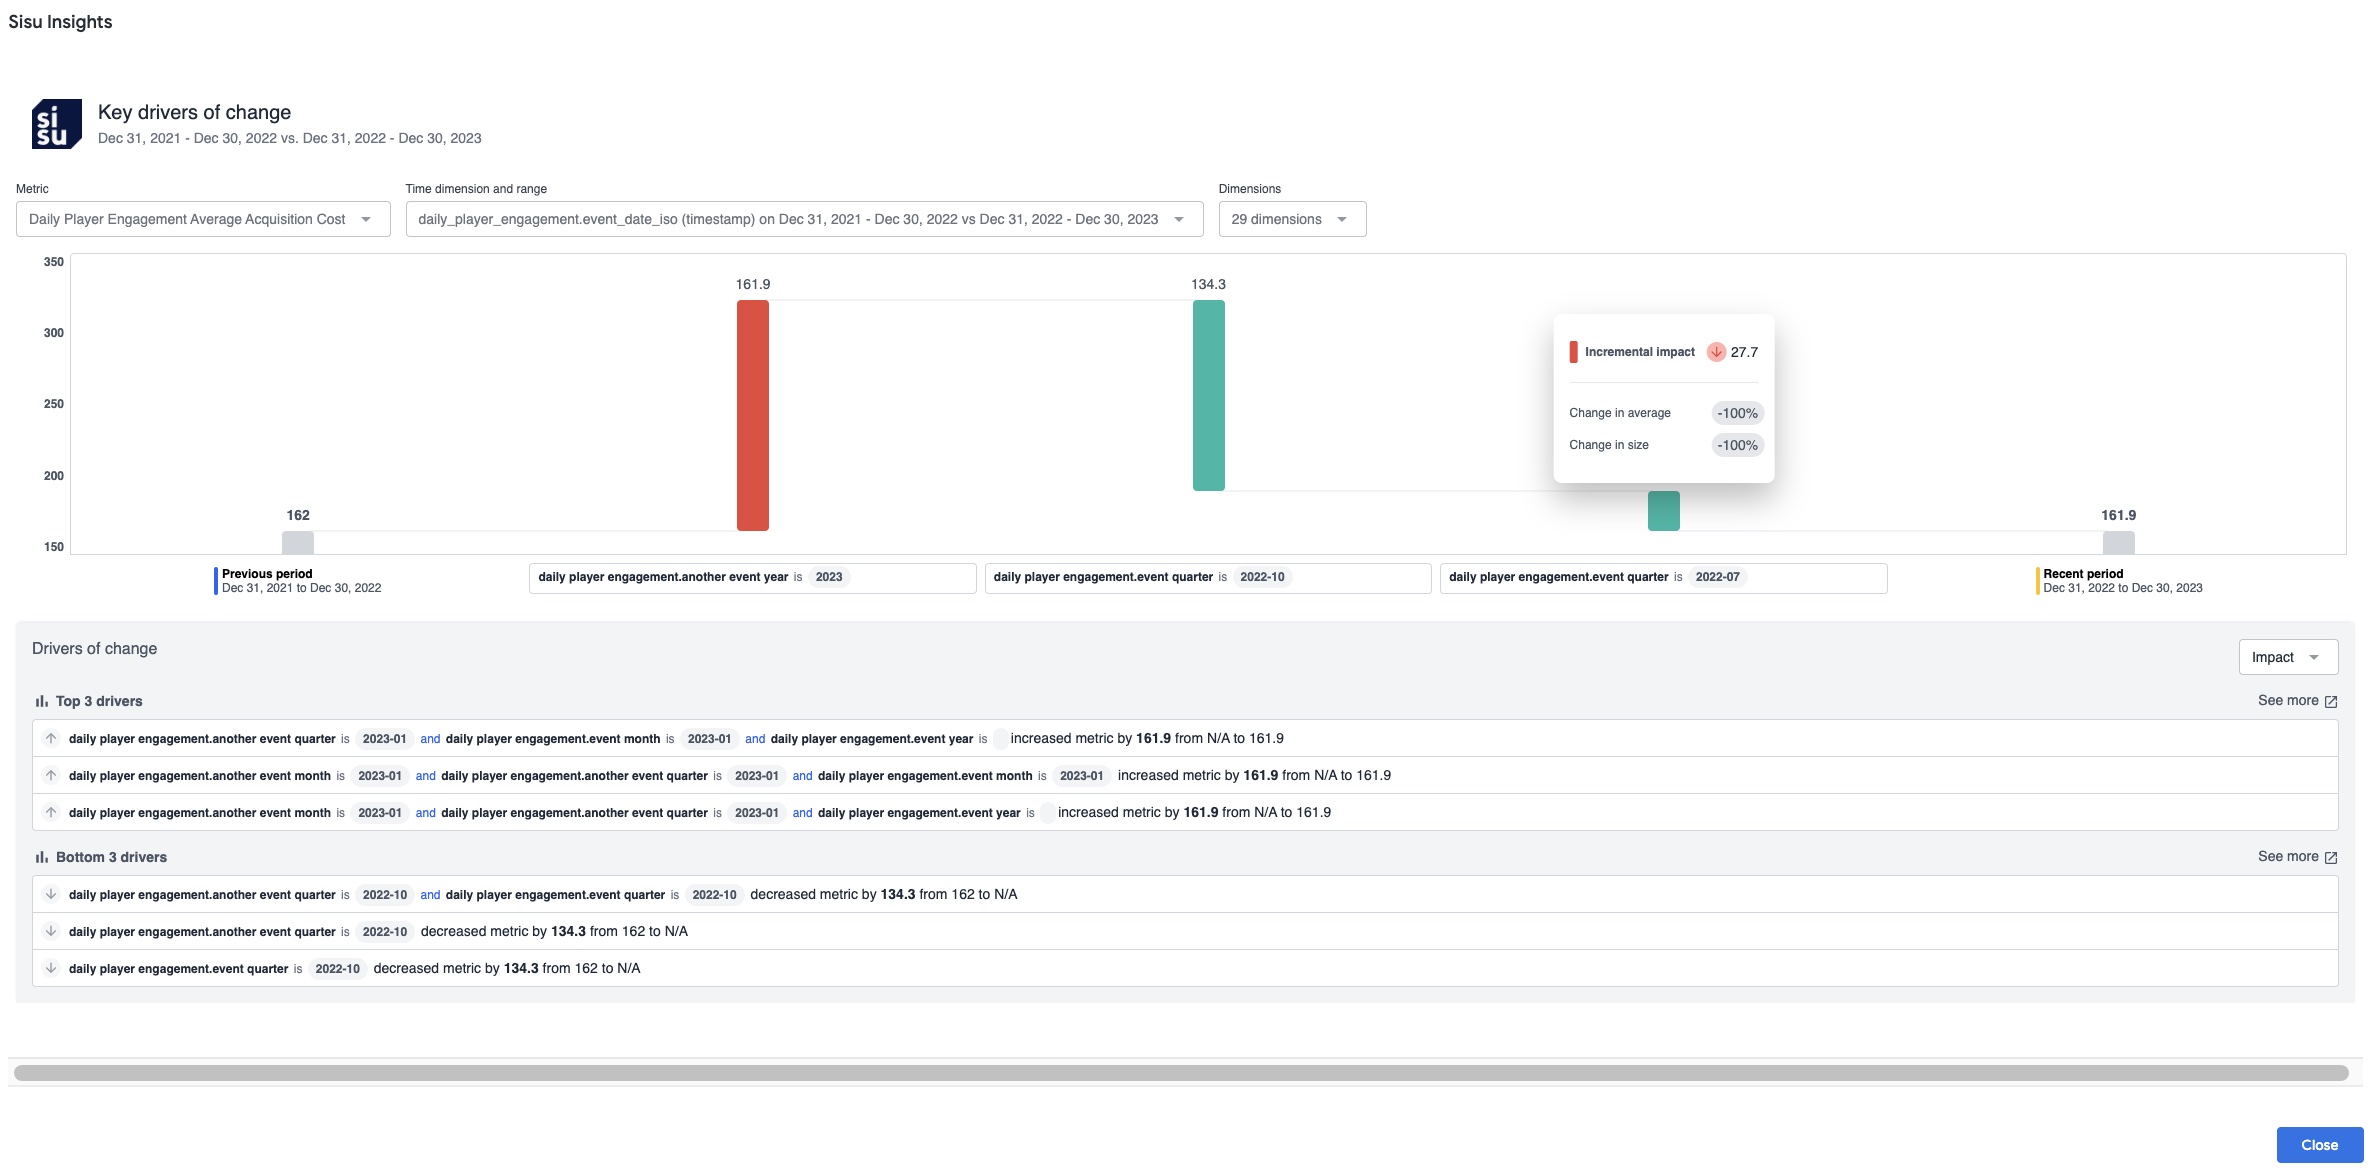 Sisu Insights
si
su
Key drivers of change
Dec 31, 2021 - Dec 30, 2022 vs. Dec 31, 2022 - Dec 30, 2023
Metric
Time dimension and range
Dimensions
Daily Player Engagement Average Acquisition Cost
daily_player_engagement.event_date_iso (timestamp) on Dec 31, 2021 - Dec 30, 2022 vs Dec 31, 2022 - Dec 30, 2023
29 dimensions
350
300
250
200
150
162
161.9
134.3
161.9
Incremental impact 27.7
Change in average -100%
Change in size -100%
Previous period
Dec 31, 2021 to Dec 30, 2022
daily player engagement.another event year is 2023
daily player engagement.event quarter is 2022-10
daily player engagement.event quarter is 2022-07
Recent period
Dec 31, 2022 to Dec 30, 2023
Drivers of change
Impact
Top 3 drivers
See more
daily player engagement.another event quarter is 2023-01 and daily player engagement.event month is 2023-01 and daily player engagement.event year is increased metric by 161.9 from N/A to 161.9
daily player engagement.another event month is 2023-01 and daily player engagement.another event quarter is 2023-01 and daily player engagement.event month is 2023-01 increased metric by 161.9 from N/A to 161.9
daily player engagement.another event month is 2023-01 and daily player engagement.another event quarter is 2023-01 and daily player engagement.event year is increased metric by 161.9 from N/A to 161.9
Bottom 3 drivers
See more
daily player engagement.another event quarter is 2022-10 and daily player engagement.event quarter is 2022-10 decreased metric by 134.3 from 162 to N/A
daily player engagement.another event quarter is 2022-10 decreased metric by 134.3 from 162 to N/A
daily player engagement.event quarter is 2022-10 decreased metric by 134.3 from 162 to N/A
Close